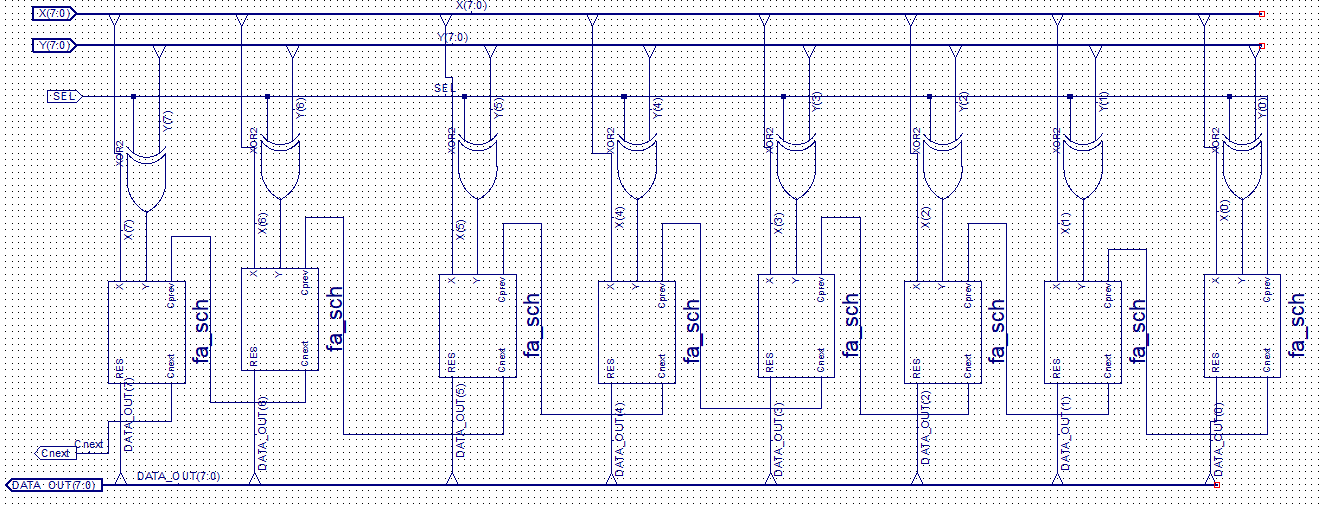 X(7:0)
X(7:0)
Y(7:0)
Y(7:0)
SEL
SEL
Y(7) Y(6) Y(5) Y(4) Y(3) Y(2) Y(1) Y(0)
XOR2 XOR2 XOR2 XOR2 XOR2 XOR2 XOR2 XOR2
X(7) X(6) X(5) X(4) X(3) X(2) X(1) X(0)
X Y Cprev X Y Cprev X Y Cprev X Y Cprev X Y Cprev X Y Cprev X Y Cprev X Y Cprev
fa_sch fa_sch fa_sch fa_sch fa_sch fa_sch fa_sch fa_sch
RES Cnext RES Cnext RES Cnext RES Cnext RES Cnext RES Cnext RES Cnext RES Cnext
DATA_OUT(7) DATA_OUT(6) DATA_OUT(5) DATA_OUT(4) DATA_OUT(3) DATA_OUT(2) DATA_OUT(1) DATA_OUT(0)
Cnext
Cnext
DATA_OUT(7:0)
DATA_OUT(7:0)